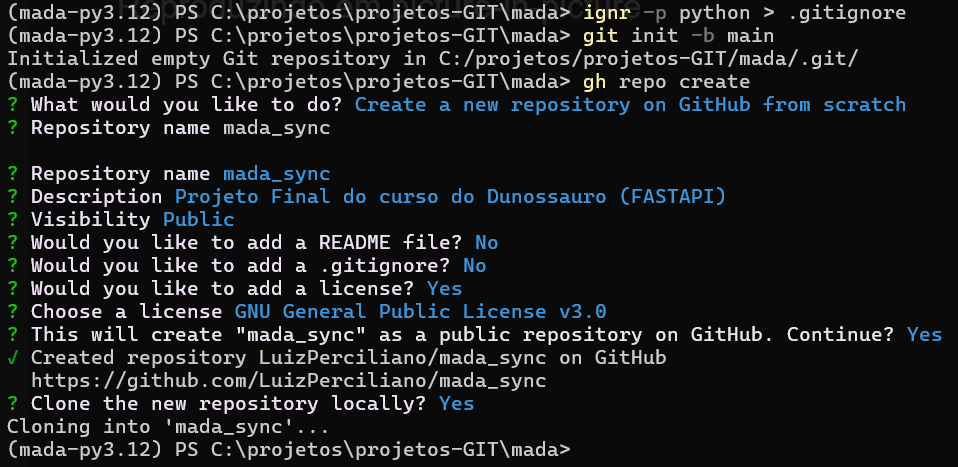 Reproduzindo em picture-in-picture
(mada-py3.12) PS C:\projetos\projetos-GIT\mada> ignr -p python > .gitignore
(mada-py3.12) PS C:\projetos\projetos-GIT\mada> git init -b main
Initialized empty Git repository in C:/projetos/projetos-GIT/mada/.git/
(mada-py3.12) PS C:\projetos\projetos-GIT\mada> gh repo create
? What would you like to do? Create a new repository on GitHub from scratch
? Repository name mada_sync
? Repository name mada_sync
? Description Projeto Final do curso do Dunossauro (FASTAPI)
? Visibility Public
? Would you like to add a README file? No
? Would you like to add a .gitignore? No
? Would you like to add a license? Yes
? Choose a license GNU General Public License v3.0
? This will create "mada_sync" as a public repository on GitHub. Continue? Yes
√ Created repository LuizPerciliano/mada_sync on GitHub
https://github.com/LuizPerciliano/mada_sync
? Clone the new repository locally? Yes
Cloning into 'mada_sync'...
(mada-py3.12) PS C:\projetos\projetos-GIT\mada>